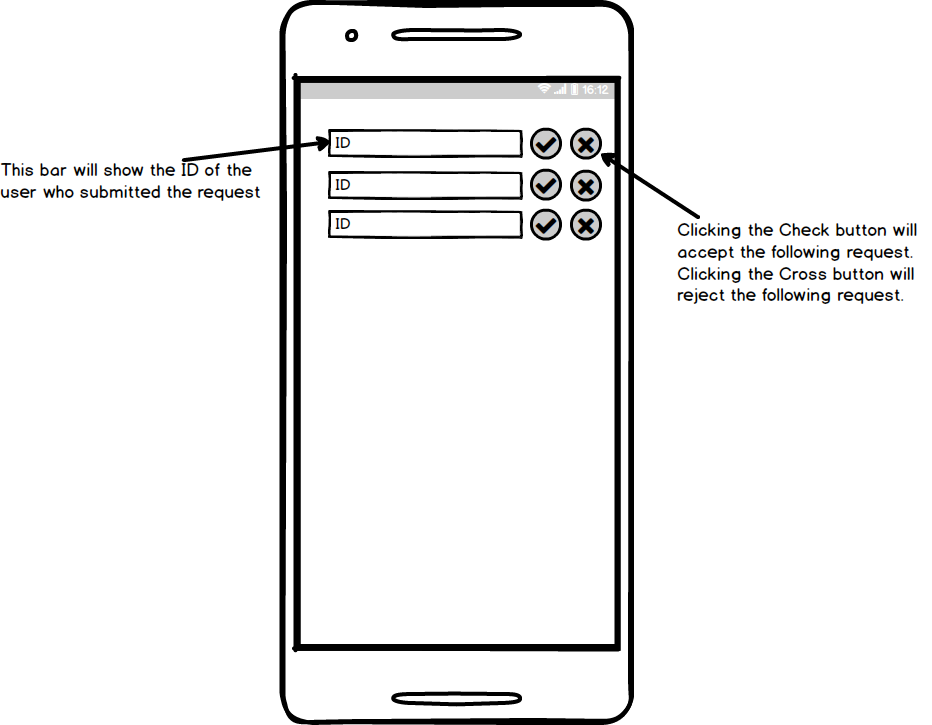 16:12
ID
This bar will show the ID of the
user who submitted the request
ID
ID
Clicking the Check button will
accept the following request.
Clicking the Cross button will
reject the following request.